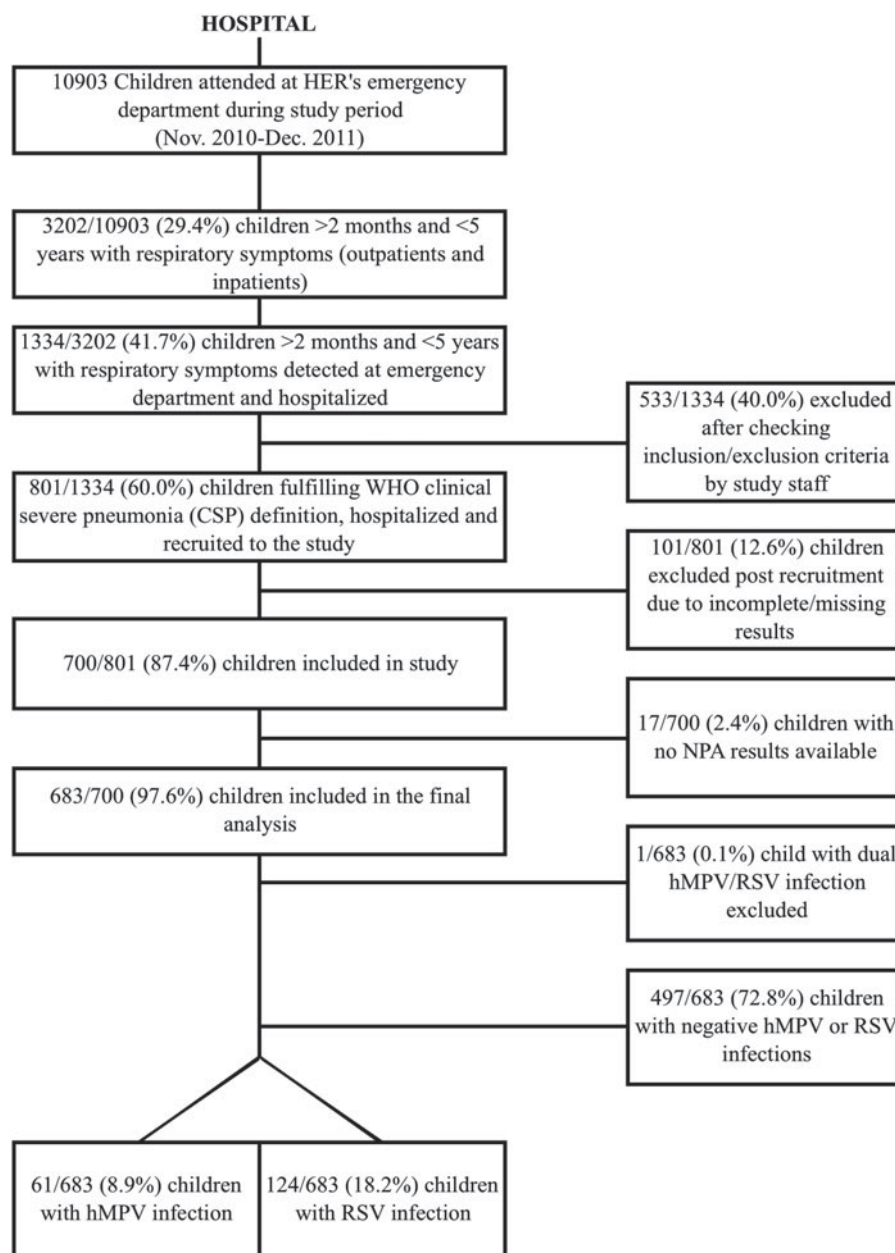 HOSPITAL
10903 Children attended at HER's emergency
department during study period
(Nov. 2010-Dec. 2011)
3202/10903 (29.4%) children >2 months and <5
years with respiratory symptoms (outpatients and
inpatients)
1334/3202 (41.7%) children >2 months and <5 years
with respiratory symptoms detected at emergency
department and hospitalized
533/1334 (40.0%) excluded
after checking
inclusion/exclusion criteria
by study staff
801/1334 (60.0%) children fulfilling WHO clinical
severe pneumonia (CSP) definition, hospitalized and
recruited to the study
101/801 (12.6%) children
excluded post recruitment
due to incomplete/missing
results
700/801 (87.4%) children included in study
17/700 (2.4%) children with
no NPA results available
683/700 (97.6%) children included in the final
analysis
1/683 (0.1%) child with dual
hMPV/RSV infection
excluded
497/683 (72.8%) children
with negative hMPV or RSV
infections
61/683 (8.9%) children
with hMPV infection
124/683 (18.2%) children
with RSV infection